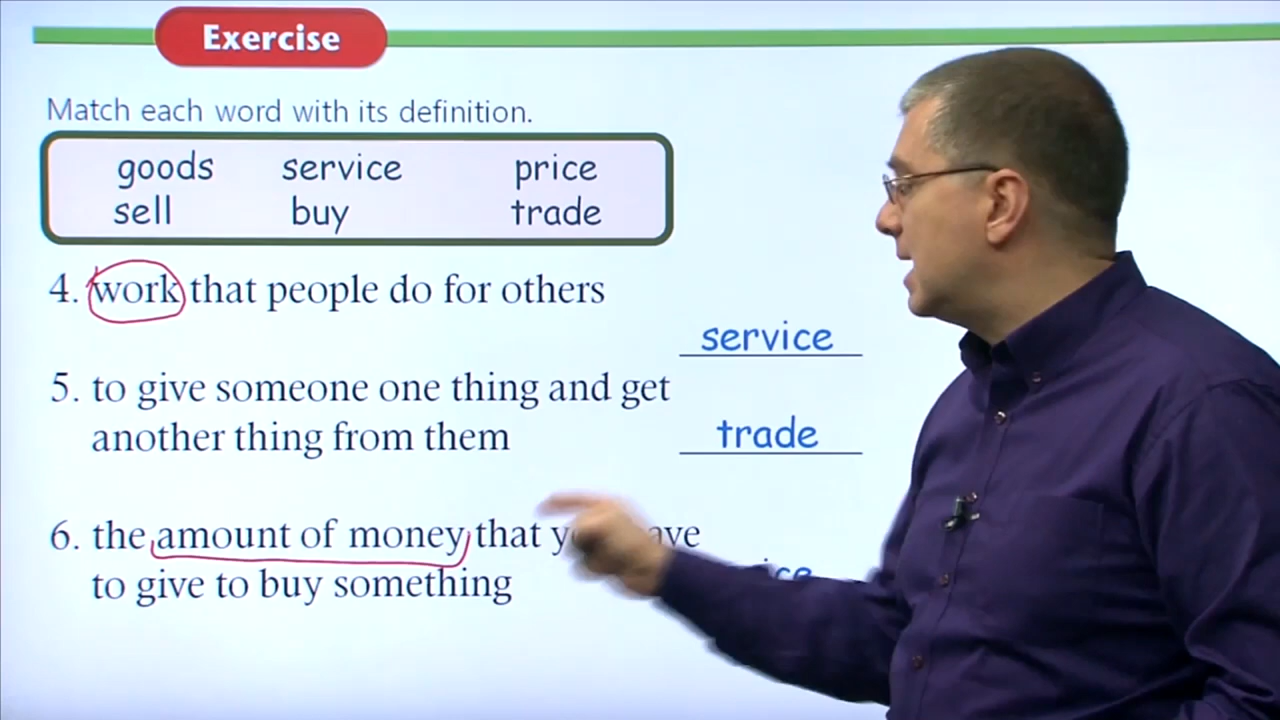 Exercise
Match each word with its definition.
goods service price
sell buy trade
4. work that people do for others
service
5. to give someone one thing and get
another thing from them
trade
6. the amount of money that
to give to buy something